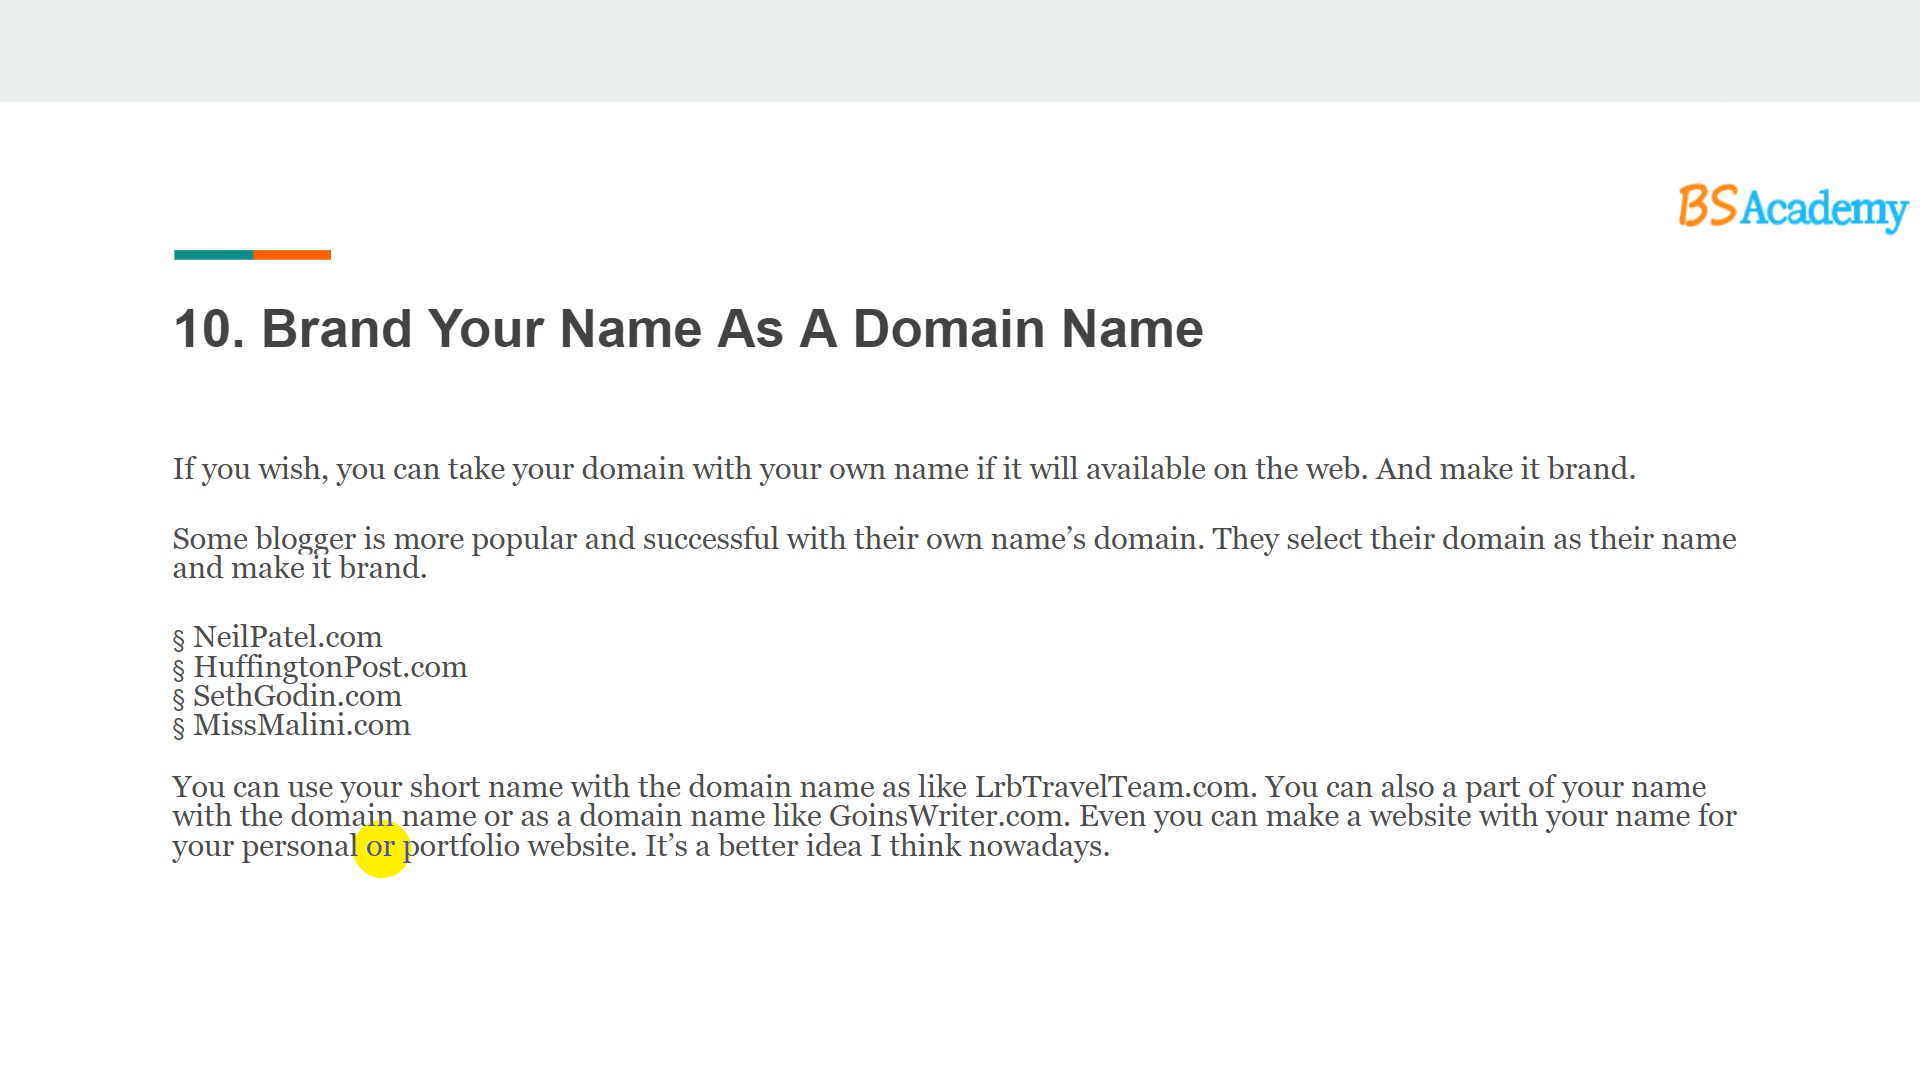 BS Academy
10. Brand Your Name As A Domain Name
If you wish, you can take your domain with your own name if it will available on the web. And make it brand.
Some blogger is more popular and successful with their own name’s domain. They select their domain as their name
and make it brand.
§ NeilPatel.com
§ HuffingtonPost.com
§ SethGodin.com
§ MissMalini.com
You can use your short name with the domain name as like LrbTravelTeam.com. You can also a part of your name
with the domain name or as a domain name like GoinsWriter.com. Even you can make a website with your name for
your personal or portfolio website. It’s a better idea I think nowadays.